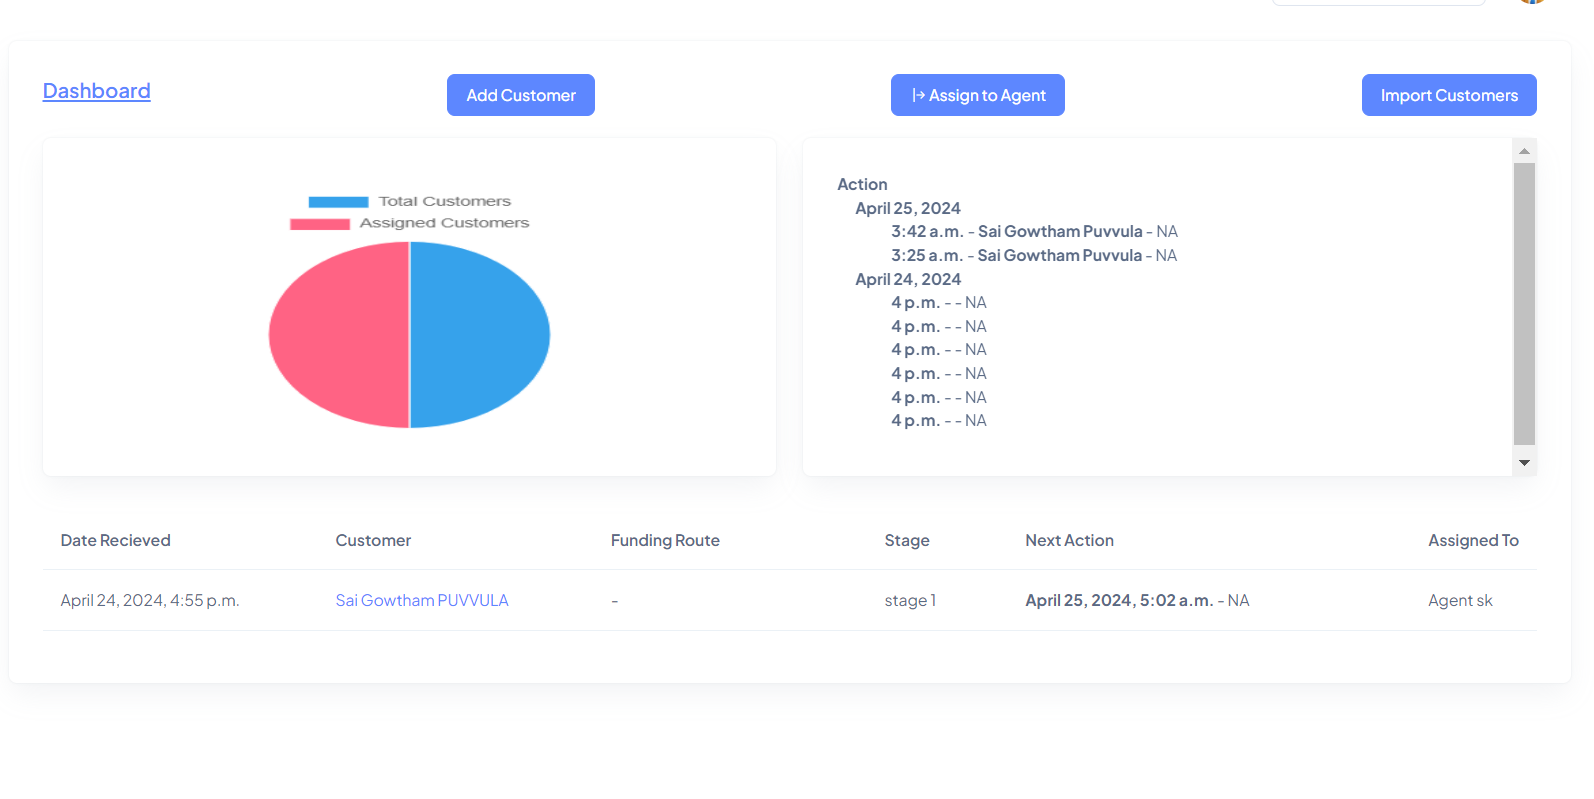 Dashboard
Add Customer
|→ Assign to Agent
Import Customers
Total Customers
Assigned Customers
Action
April 25, 2024
3:42 a.m. - Sai Gowtham Puvvula - NA
3:25 a.m. - Sai Gowtham Puvvula - NA
April 24, 2024
4 p.m. - - NA
4 p.m. - - NA
4 p.m. - - NA
4 p.m. - - NA
4 p.m. - - NA
4 p.m. - - NA
Date Recieved Customer Funding Route Stage Next Action Assigned To
April 24, 2024, 4:55 p.m. Sai Gowtham PUVVULA - stage 1 April 25, 2024, 5:02 a.m. - NA Agent sk